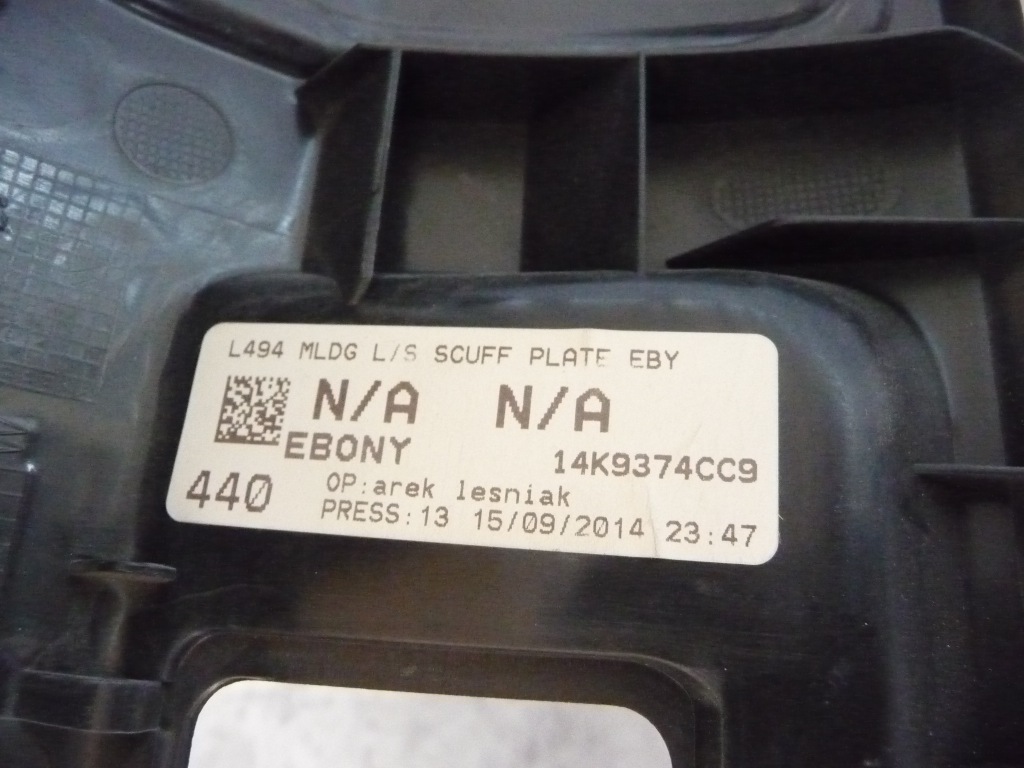 L494 MLDG L/S SCUFF PLATE EBY
N/A N/A
EBONY 14K9374CC9
440 OP:arek lesniak
PRESS:13 15/09/2014 23:47